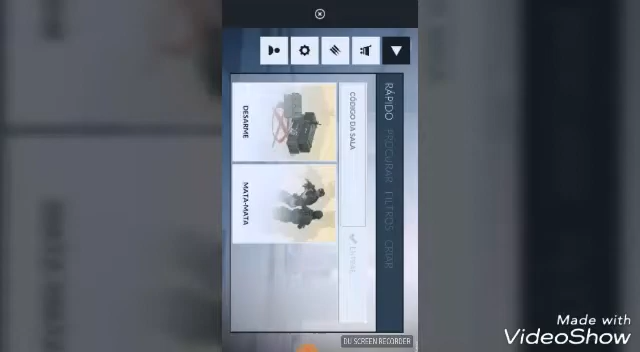 RÁPIDO PROCURAR FILTROS CRIAR
CÓDIGO DA SALA
DESARME
MATA-MATA
DU SCREEN RECORDER
Made with
VideoShow